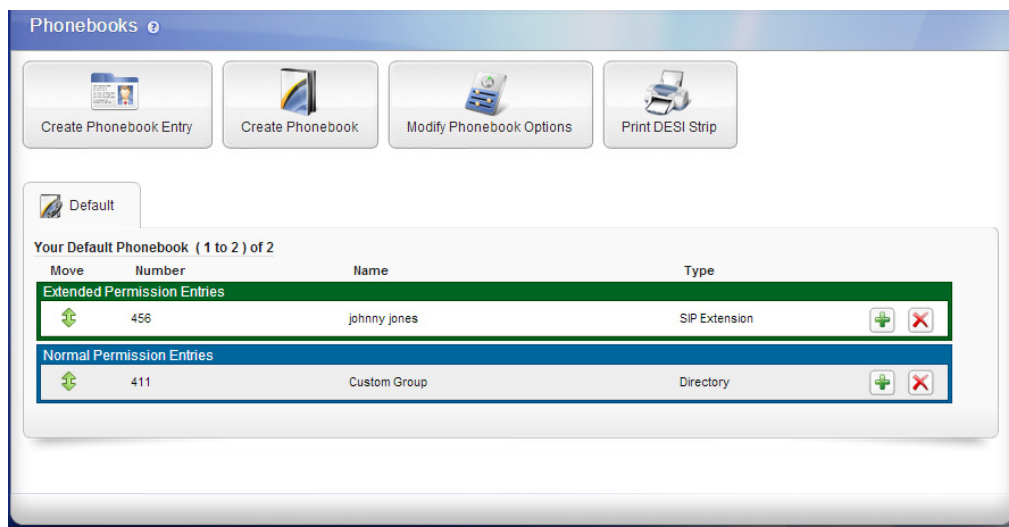 Phonebooks
Create Phonebook Entry
Create Phonebook
Modify Phonebook Options
Print DESI Strip
Default
Your Default Phonebook ( 1 to 2 ) of 2
Move Number Name Type
Extended Permission Entries
456 johnny jones SIP Extension
Normal Permission Entries
411 Custom Group Directory